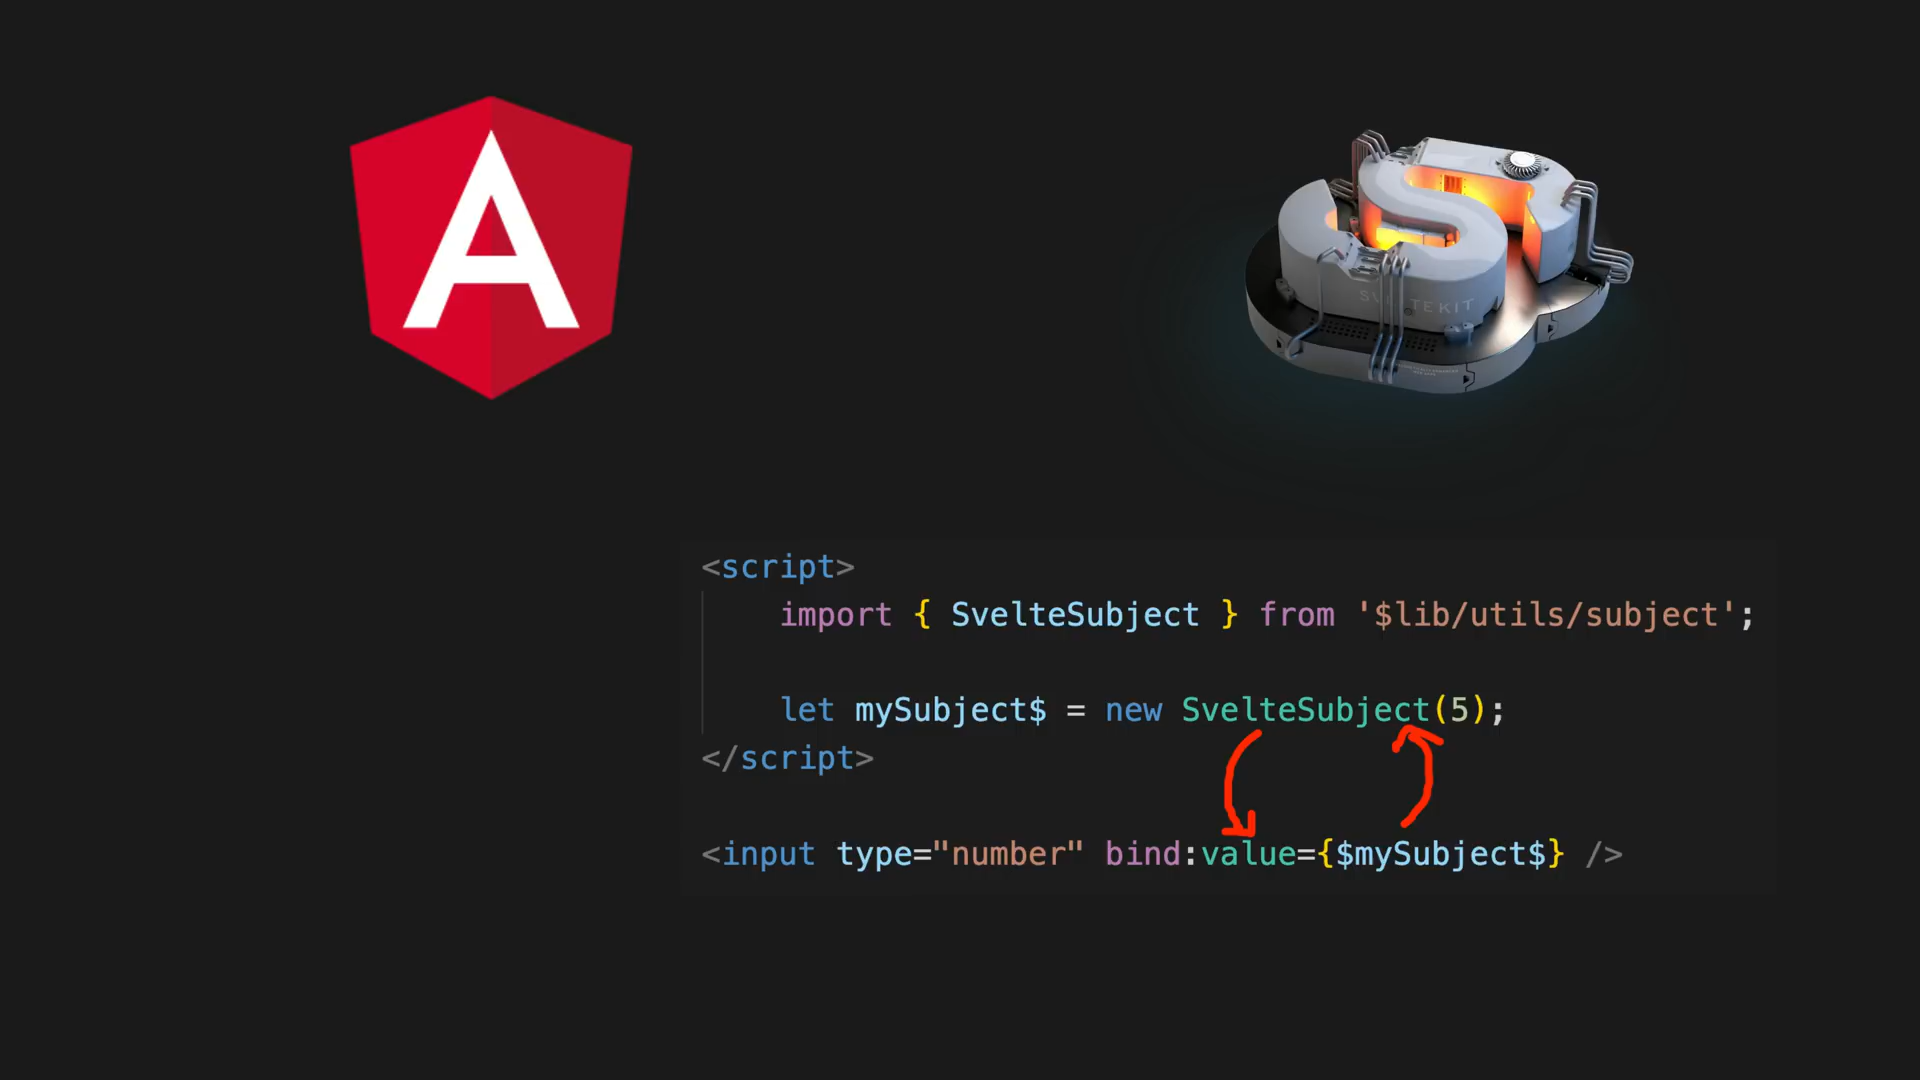 A
SVELTEKIT
<script>
import { SvelteSubject } from '$lib/utils/subject';
let mySubject$ = new SvelteSubject(5);
</script>
<input type="number" bind:value={$mySubject$} />